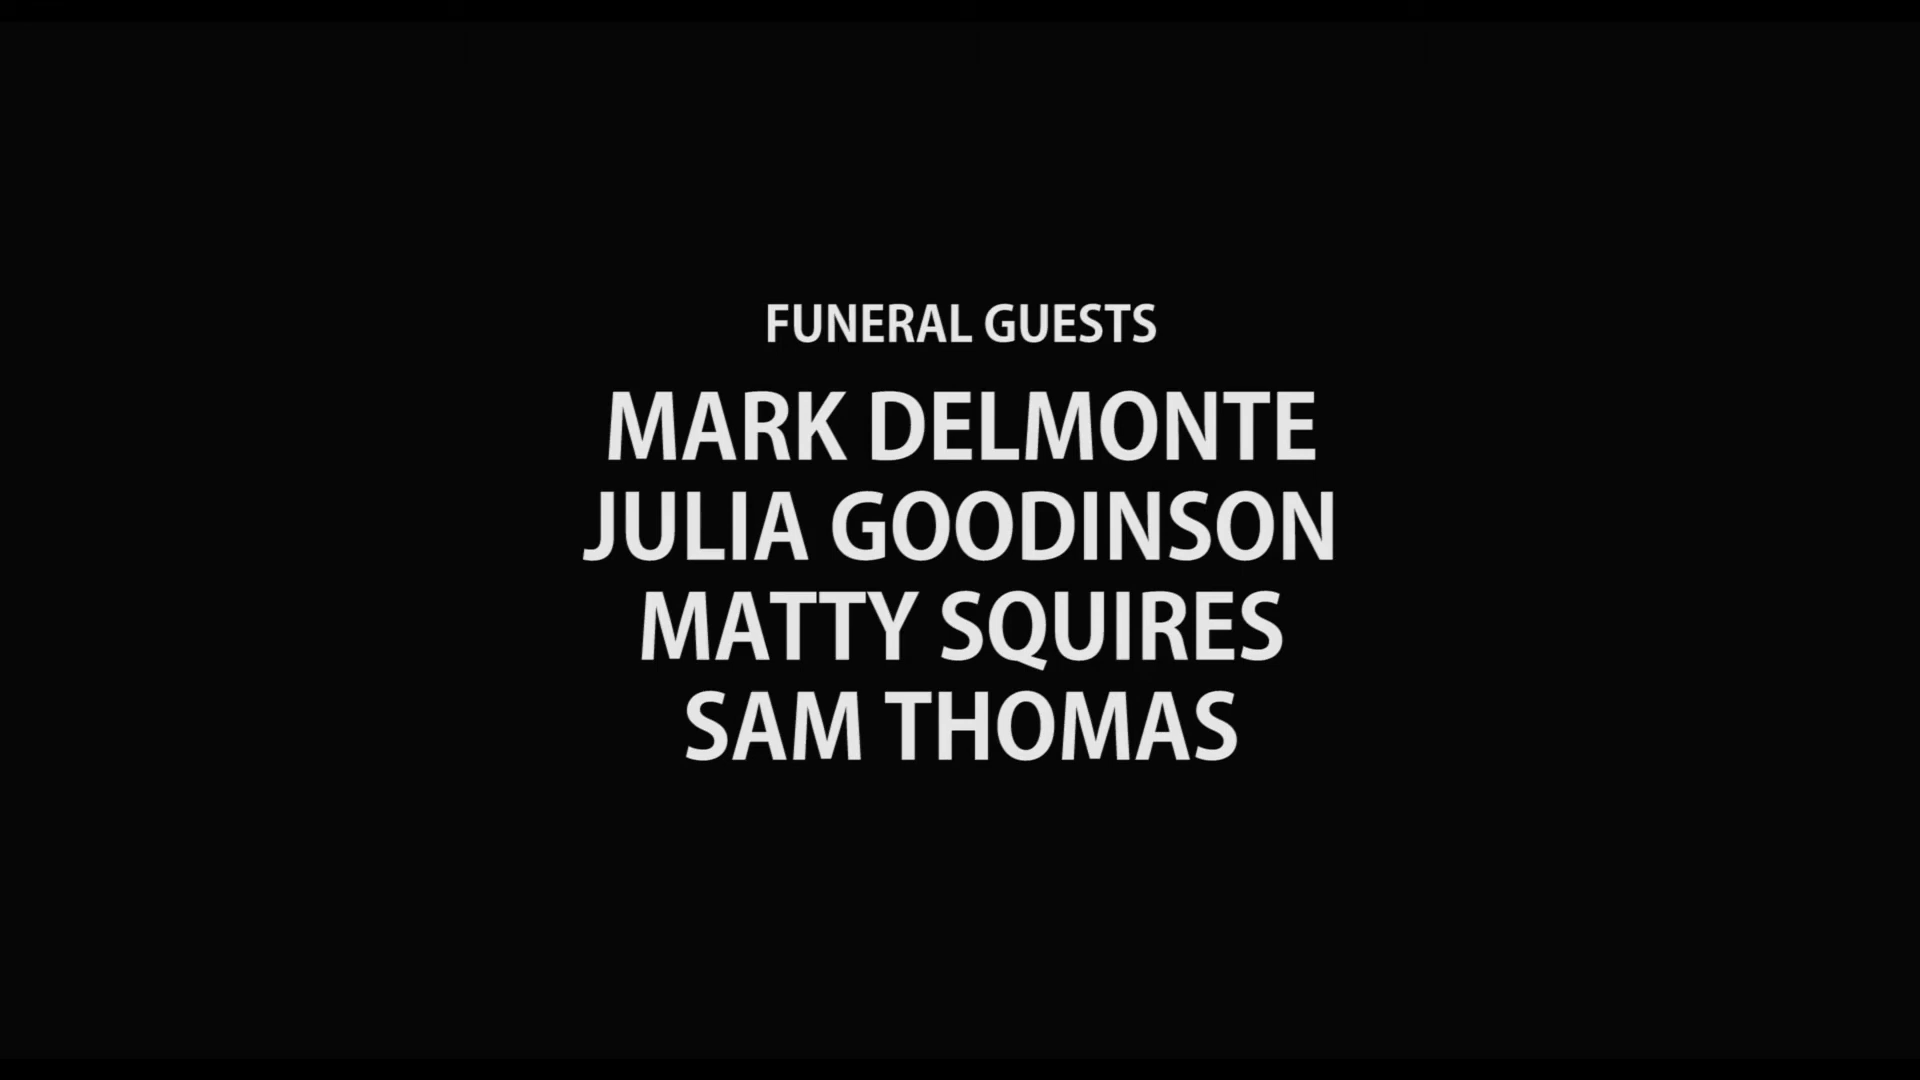 FUNERAL GUESTS
MARK DELMONTE
JULIA GOODINSON
MATTY SQUIRES
SAM THOMAS